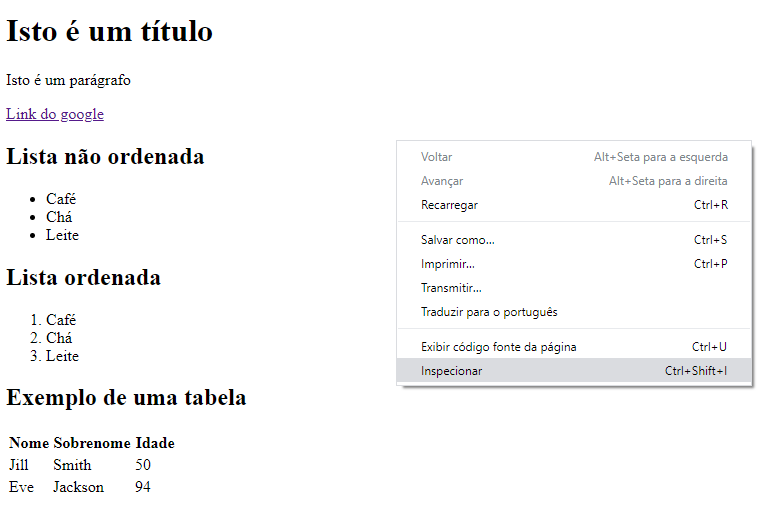 Isto é um título
Isto é um parágrafo
Link do google
Lista não ordenada
• Café
• Chá
• Leite
Lista ordenada
1. Café
2. Chá
3. Leite
Exemplo de uma tabela
Nome Sobrenome Idade
Jill Smith 50
Eve Jackson 94
Voltar Alt+Seta para a esquerda
Avançar Alt+Seta para a direita
Recarregar Ctrl+R
Salvar como... Ctrl+S
Imprimir... Ctrl+P
Transmitir...
Traduzir para o português
Exibir código fonte da página Ctrl+U
Inspecionar Ctrl+Shift+I